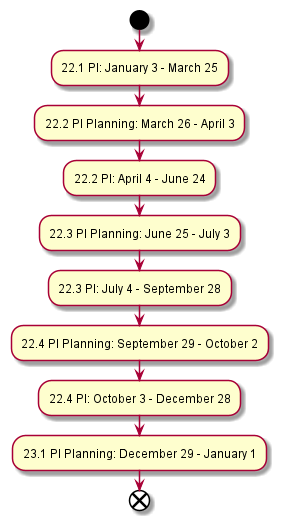 22.1 PI: January 3 - March 25
22.2 PI Planning: March 26 - April 3
22.2 PI: April 4 - June 24
22.3 PI Planning: June 25 - July 3
22.3 PI: July 4 - September 28
22.4 PI Planning: September 29 - October 2
22.4 PI: October 3 - December 28
23.1 PI Planning: December 29 - January 1